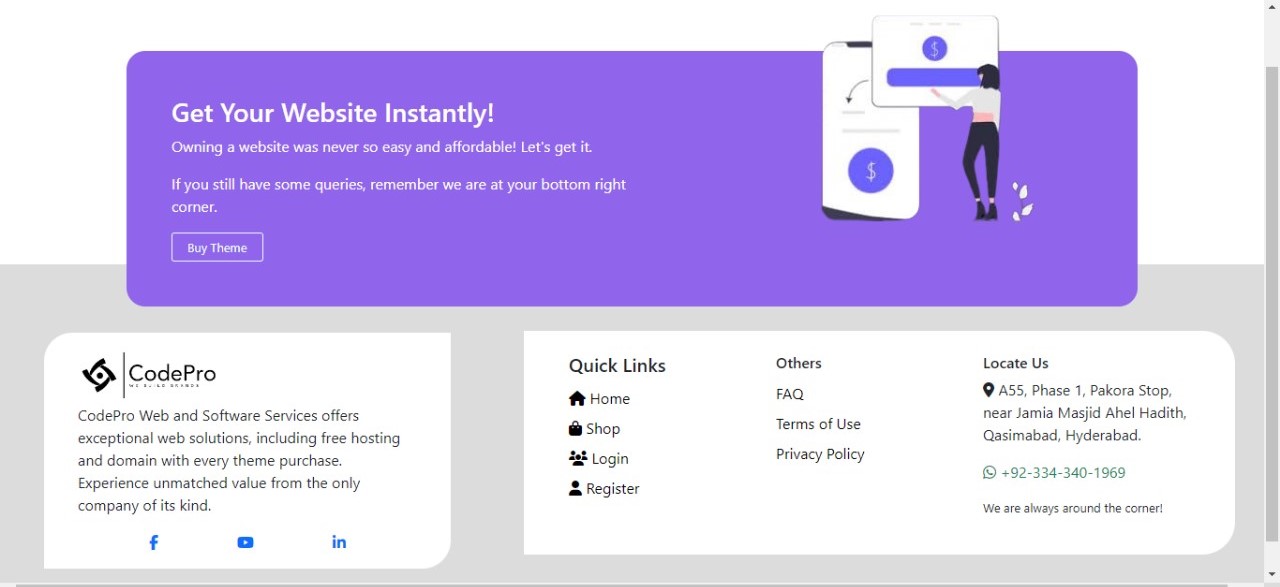 $
$
Get Your Website Instantly!
Owning a website was never so easy and affordable! Let's get it.
If you still have some queries, remember we are at your bottom right
corner.
Buy Theme
CodePro
WE BUILD BRANDS
CodePro Web and Software Services offers
exceptional web solutions, including free hosting
and domain with every theme purchase.
Experience unmatched value from the only
company of its kind.
Quick Links
Home
Shop
Login
Register
Others
FAQ
Terms of Use
Privacy Policy
Locate Us
A55, Phase 1, Pakora Stop,
near Jamia Masjid Ahel Hadith,
Qasimabad, Hyderabad.
+92-334-340-1969
We are always around the corner!